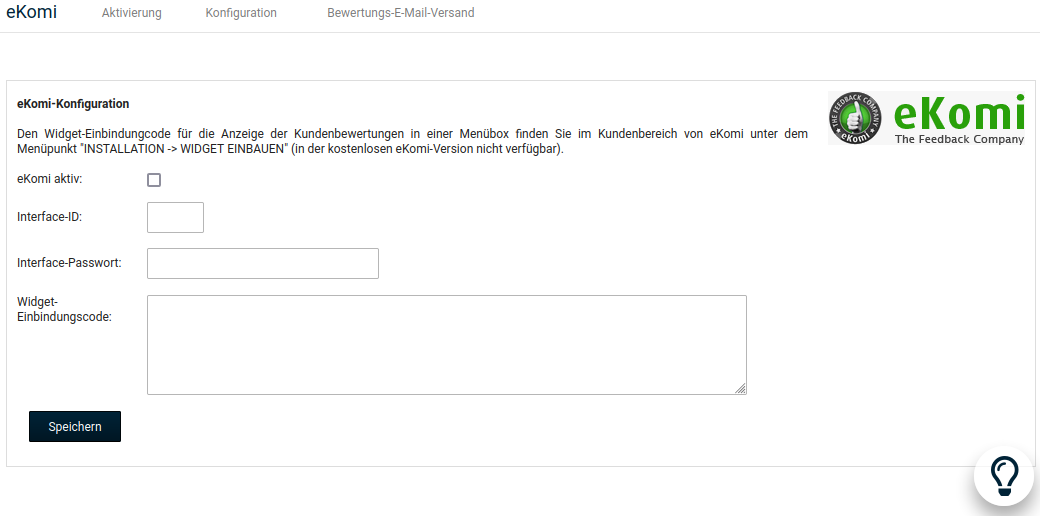 eKomi Aktivierung Konfiguration Bewertungs-E-Mail-Versand
eKomi-Konfiguration
Den Widget-Einbindungcode für die Anzeige der Kundenbewertungen in einer Menübox finden Sie im Kundenbereich von eKomi unter dem
Menüpunkt "INSTALLATION -> WIDGET EINBAUEN" (in der kostenlosen eKomi-Version nicht verfügbar).
THE FEEDBACK COMPANY
eKomi
eKomi
The Feedback Company
eKomi aktiv:
Interface-ID:
Interface-Passwort:
Widget-
Einbindungscode:
Speichern